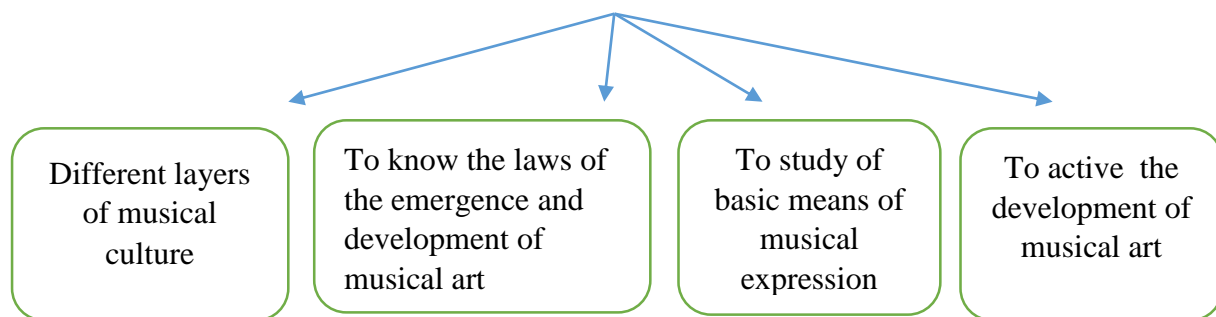 Different layers
of musical
culture
To know the laws of
the emergence and
development of
musical art
To study of
basic means of
musical
expression
To active the
development of
musical art